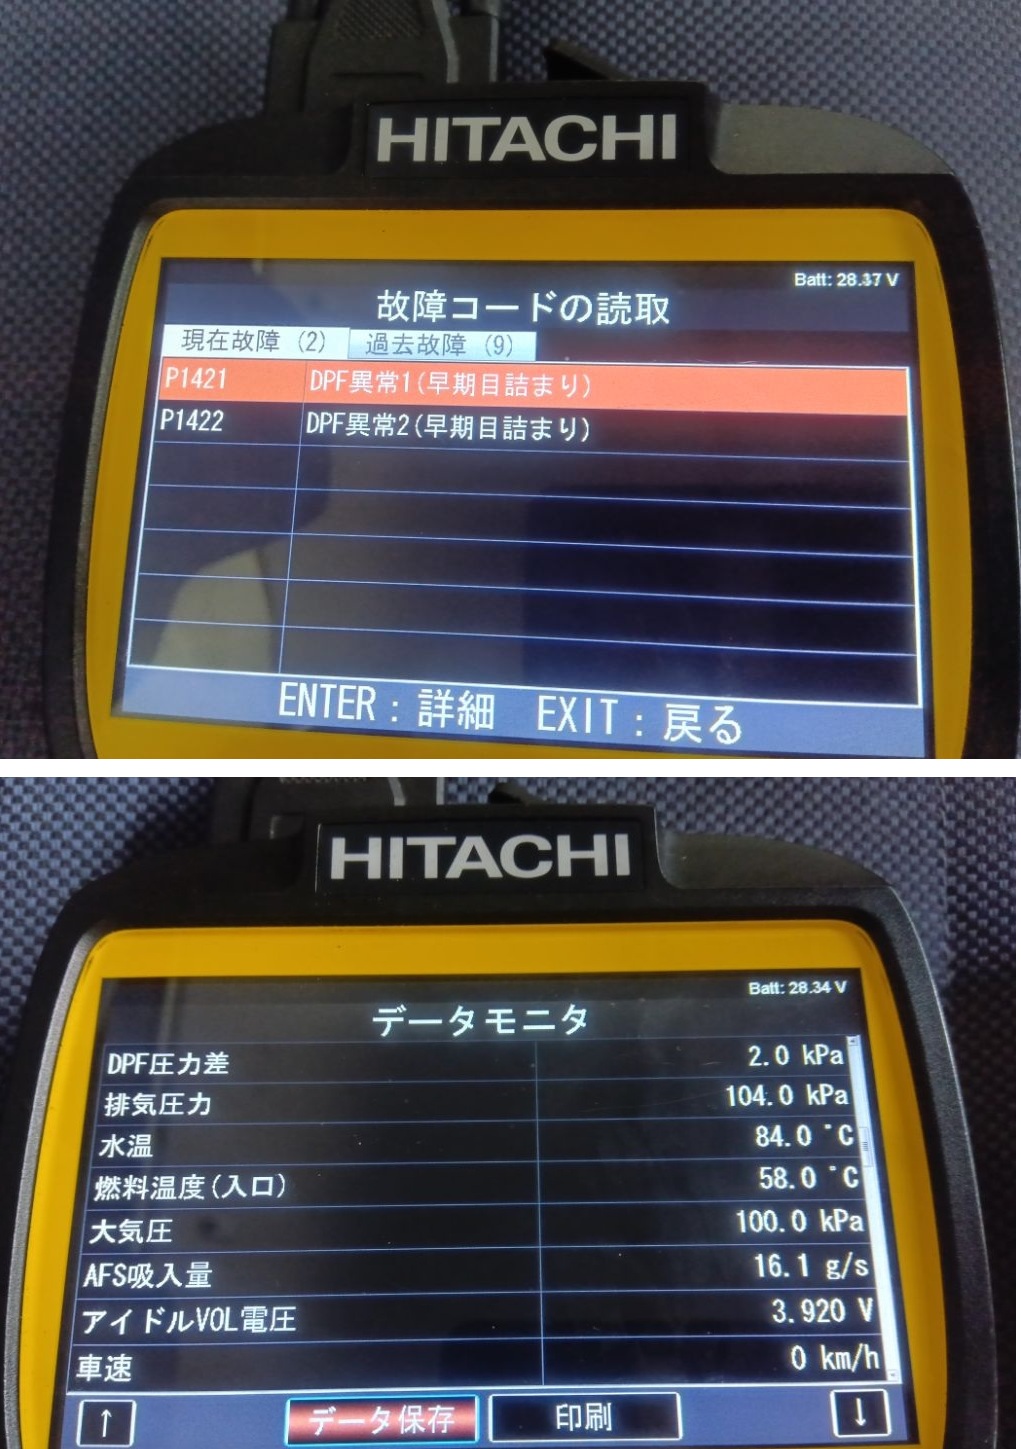 HITACHI
Batt: 28.37 V
故障コードの読取
現在故障 (2) 過去故障 (9)
P1421 DPF異常1(早期目詰まり)
P1422 DPF異常2(早期目詰まり)
ENTER : 詳細 EXIT : 戻る
HITACHI
Batt: 28.34 V
データモニタ
DPF圧力差 2.0 kPa
排気圧力 104.0 kPa
水温 84.0 °C
燃料温度(入口) 58.0 °C
大気圧 100.0 kPa
AFS吸入量 16.1 g/s
アイドルVOL電圧 3.920 V
車速 0 km/h
↑ データ保存 印刷 ↓